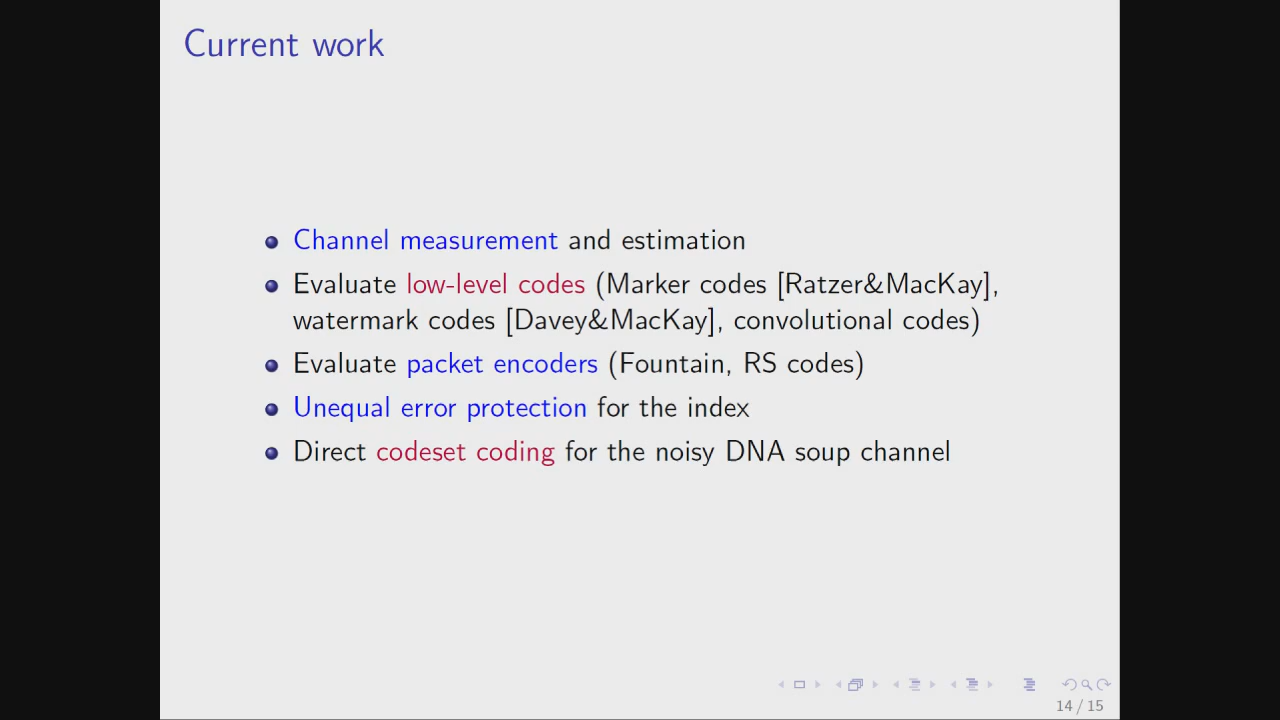 Current work
Channel measurement and estimation
Evaluate low-level codes (Marker codes [Ratzer&MacKay],
watermark codes [Davey&MacKay], convolutional codes)
Evaluate packet encoders (Fountain, RS codes)
Unequal error protection for the index
Direct codeset coding for the noisy DNA soup channel
14 / 15